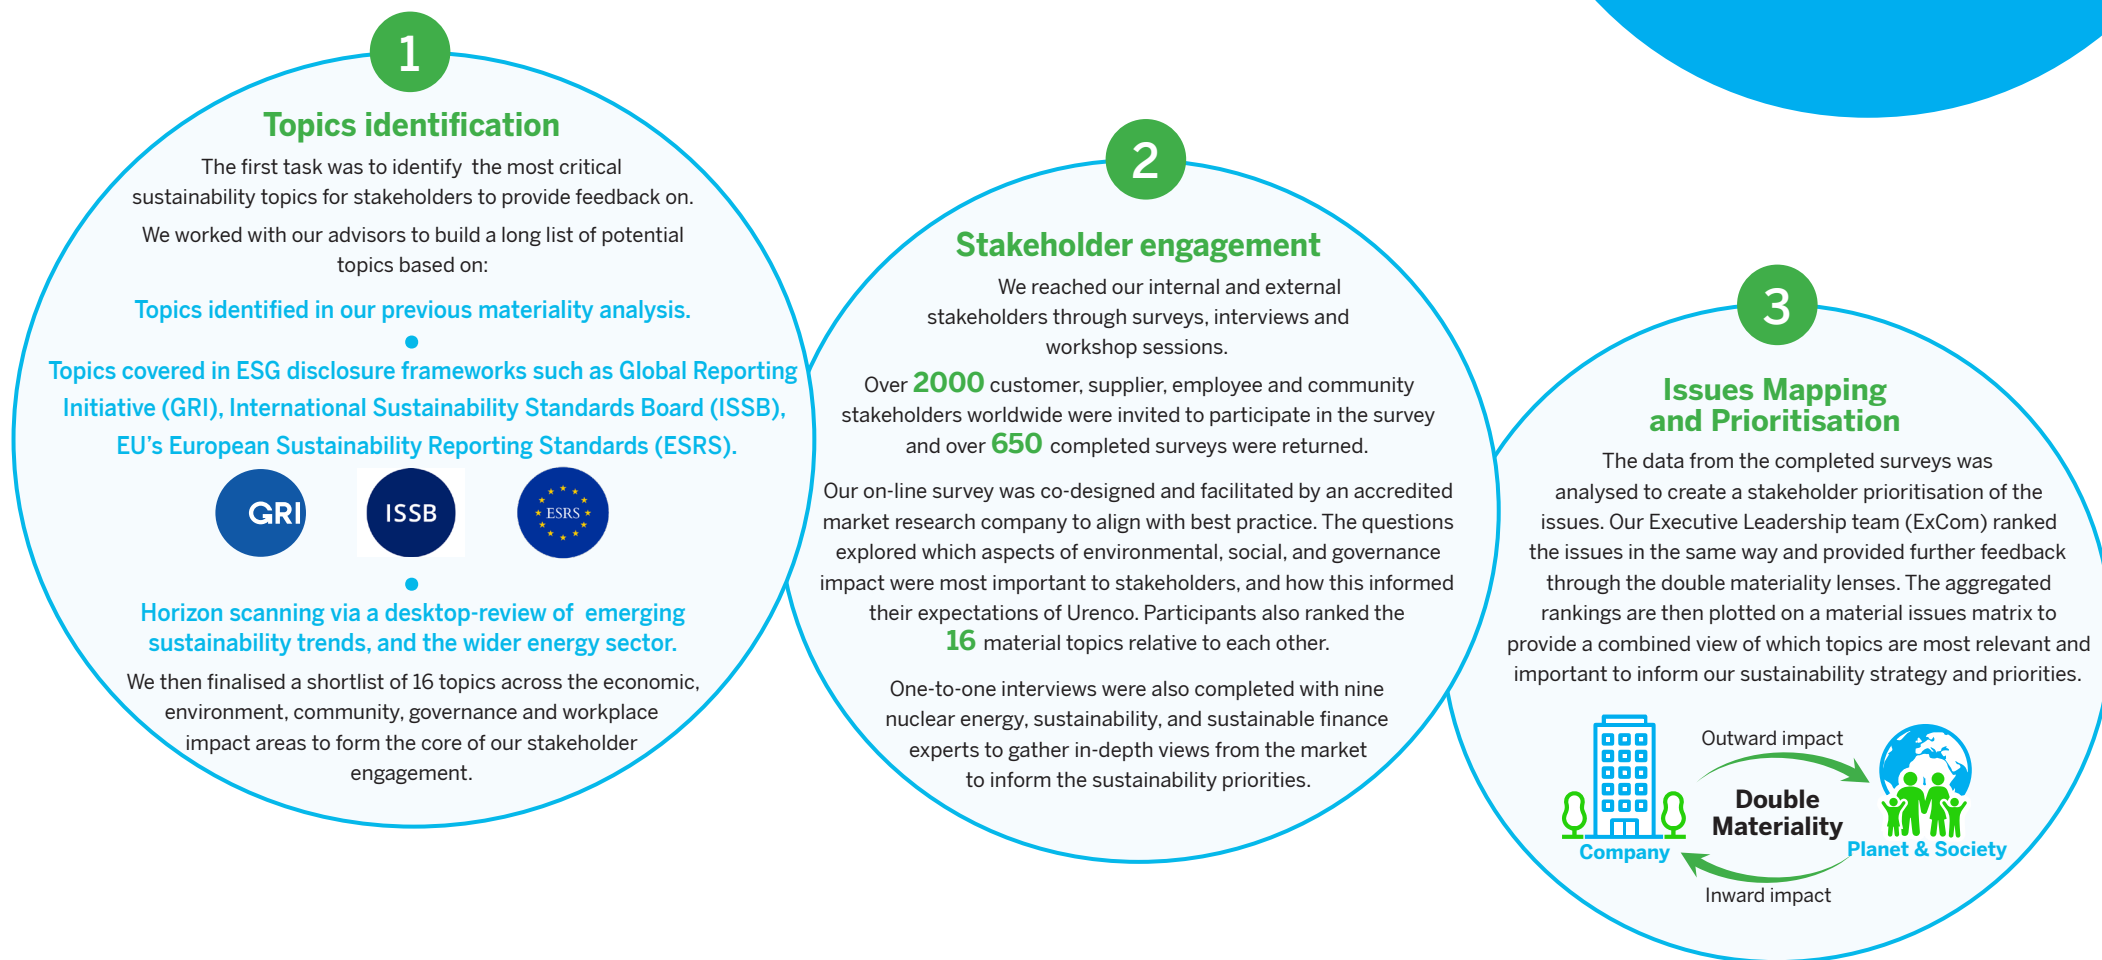 1
Topics identification
The first task was to identify the most critical
sustainability topics for stakeholders to provide feedback on.
We worked with our advisors to build a long list of potential
topics based on:
Topics identified in our previous materiality analysis.
Topics covered in ESG disclosure frameworks such as Global Reporting
Initiative (GRI), International Sustainability Standards Board (ISSB),
EU's European Sustainability Reporting Standards (ESRS).
GRI
ISSB
ESRS
Horizon scanning via a desktop-review of emerging
sustainability trends, and the wider energy sector.
We then finalised a shortlist of 16 topics across the economic,
environment, community, governance and workplace
impact areas to form the core of our stakeholder
engagement.
2
Stakeholder engagement
We reached our internal and external
stakeholders through surveys, interviews and
workshop sessions.
Over 2000 customer, supplier, employee and community
stakeholders worldwide were invited to participate in the survey
and over 650 completed surveys were returned.
Our on-line survey was co-designed and facilitated by an accredited
market research company to align with best practice. The questions
explored which aspects of environmental, social, and governance
impact were most important to stakeholders, and how this informed
their expectations of Urenco. Participants also ranked the
16 material topics relative to each other.
One-to-one interviews were also completed with nine
nuclear energy, sustainability, and sustainable finance
experts to gather in-depth views from the market
to inform the sustainability priorities.
3
Issues Mapping
and Prioritisation
The data from the completed surveys was
analysed to create a stakeholder prioritisation of the
issues. Our Executive Leadership team (ExCom) ranked
the issues in the same way and provided further feedback
through the double materiality lenses. The aggregated
rankings are then plotted on a material issues matrix to
provide a combined view of which topics are most relevant and
important to inform our sustainability strategy and priorities.
Outward impact
Double
Materiality
Company
Planet & Society
Inward impact